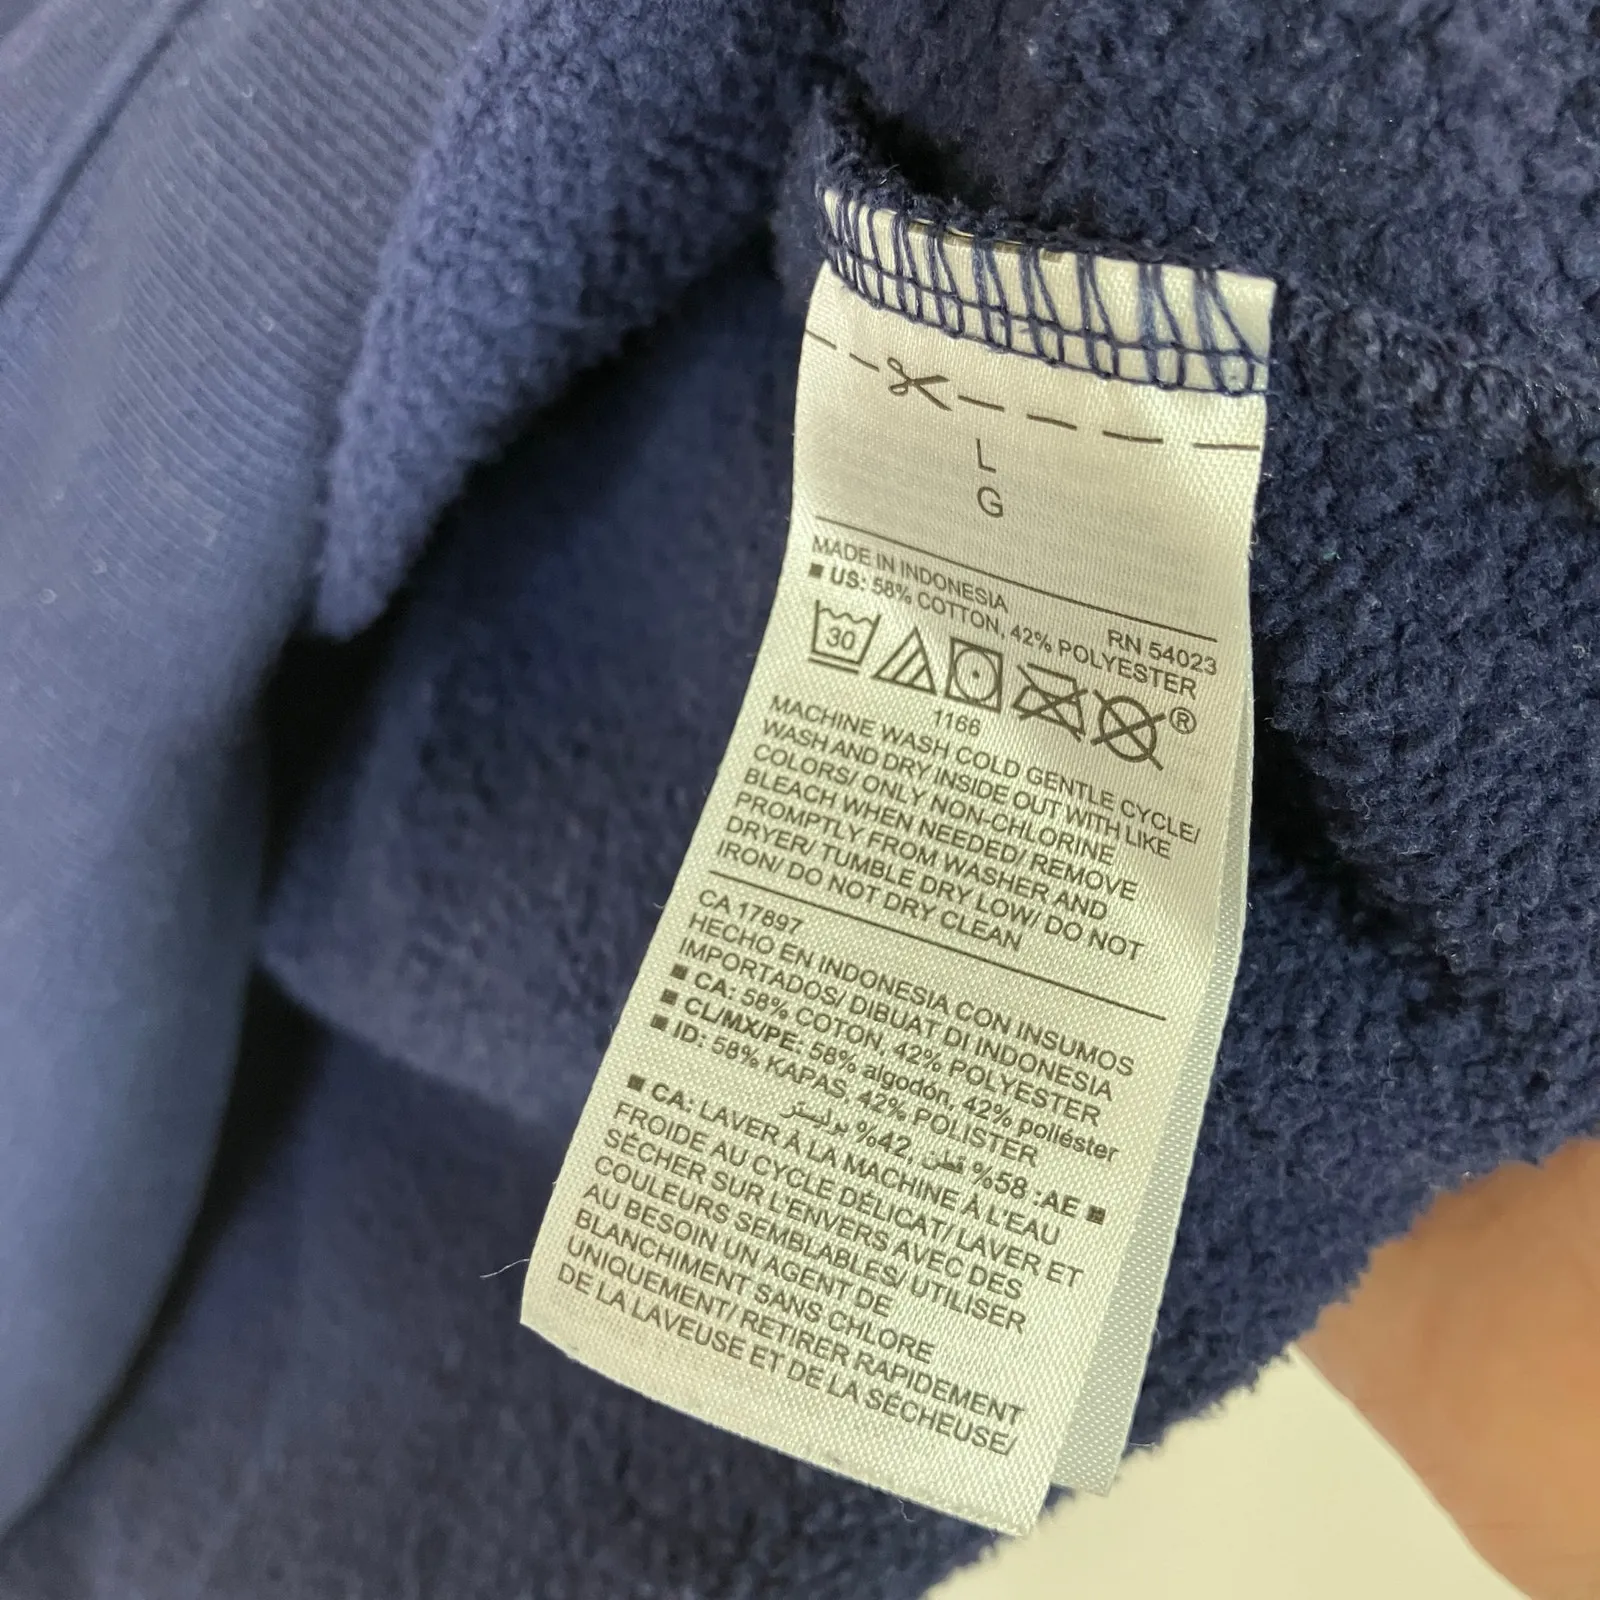 L
G
MADE IN INDONESIA
RN 54023
■ US: 58% COTTON, 42% POLYESTER
30
®
1166
MACHINE WASH COLD GENTLE CYCLE/
WASH AND DRY INSIDE OUT WITH LIKE
COLORS/ ONLY NON-CHLORINE
BLEACH WHEN NEEDED/ REMOVE
PROMPTLY FROM WASHER AND
DRYER/ TUMBLE DRY LOW/ DO NOT
IRON/ DO NOT DRY CLEAN
CA 17897
HECHO EN INDONESIA CON INSUMOS
IMPORTADOS/ DIBUAT DI INDONESIA
■ CA: 58% COTON, 42% POLYESTER
■ CL/MX/PE: 58% algodón, 42% poliéster
■ ID: 58% KAPAS, 42% POLISTER
■ AE: 58% قطن, 42% بوليستر
■ CA: LAVER À LA MACHINE À L'EAU
FROIDE AU CYCLE DÉLICAT/ LAVER ET
SÉCHER SUR L'ENVERS AVEC DES
COULEURS SEMBLABLES/ UTILISER
AU BESOIN UN AGENT DE
BLANCHIMENT SANS CHLORE
UNIQUEMENT/ RETIRER RAPIDEMENT
DE LA LAVEUSE ET DE LA SÉCHEUSE/